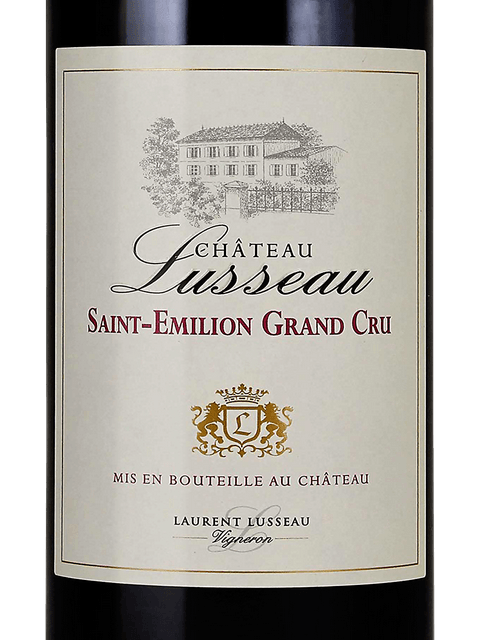 CHÂTEAU
Lusseau
SAINT-EMILION GRAND CRU
L
MIS EN BOUTEILLE AU CHÂTEAU
LAURENT LUSSEAU
L
Vigneron